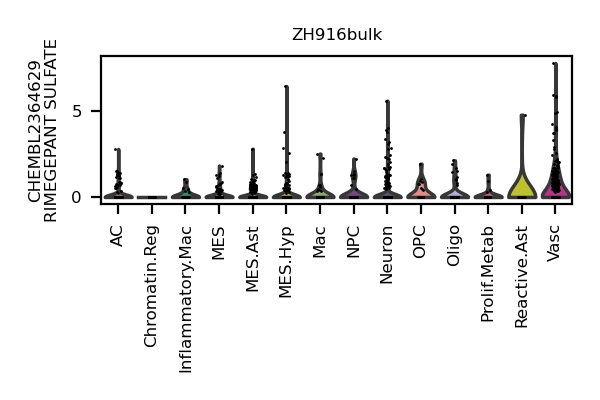 ZH916bulk
CHEMBL2364629
RIMEGEPANT SULFATE
5
0
AC
Chromatin.Reg
Inflammatory.Mac
MES
MES.Ast
MES.Hyp
Mac
NPC
Neuron
OPC
Oligo
Prolif.Metab
Reactive.Ast
Vasc